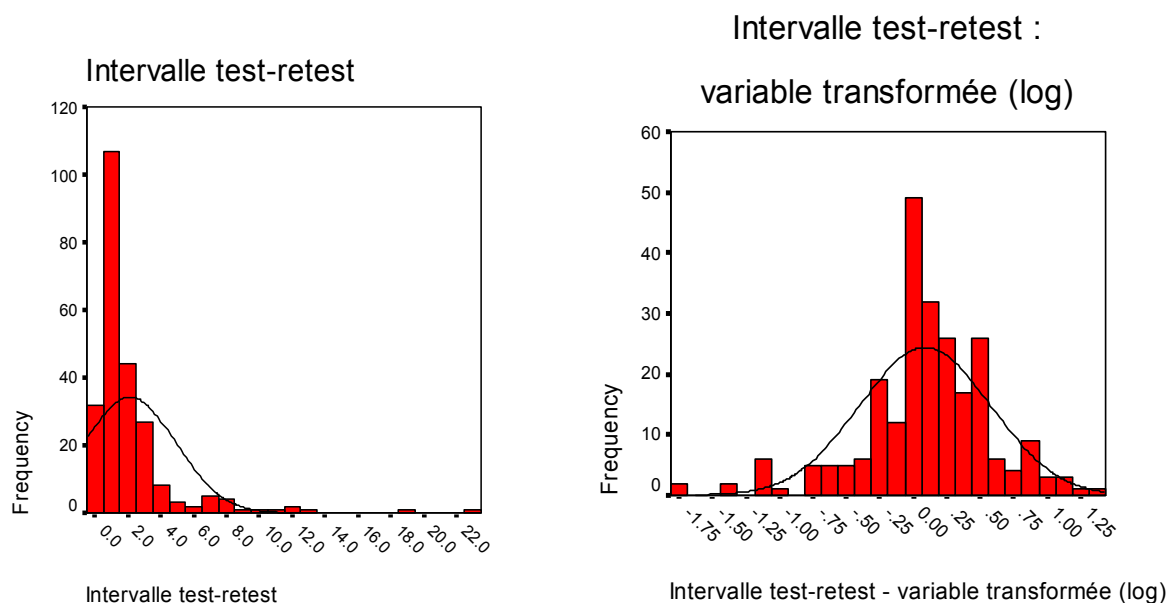 Intervalle test-retest
120
100
80
60
40
20
0
Frequency
0.0 2.0 4.0 6.0 8.0 10.0 12.0 14.0 16.0 18.0 20.0 22.0
Intervalle test-retest
Intervalle test-retest :
variable transformée (log)
60
50
40
30
20
10
0
Frequency
-1.75 -1.50 -1.25 -1.00 -.75 -.50 -.25 0.00 .25 .50 .75 1.00 1.25
Intervalle test-retest - variable transformée (log)